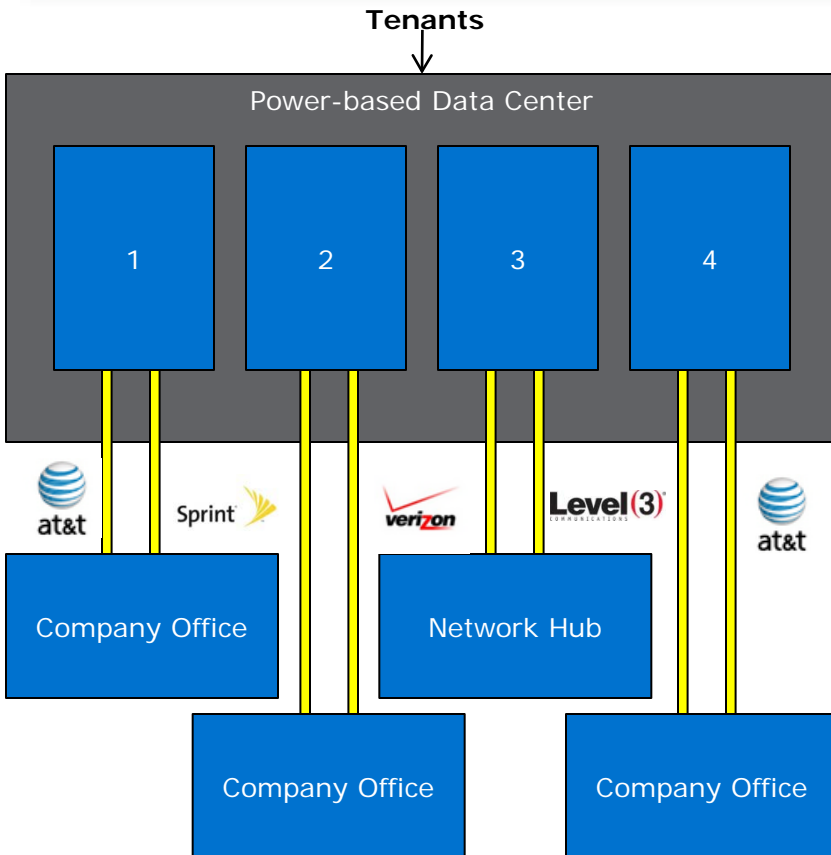 Tenants
Power-based Data Center
1
2
3
4
at&t
Sprint
verizon
Level(3)
COMMUNICATIONS
at&t
Company Office
Network Hub
Company Office
Company Office